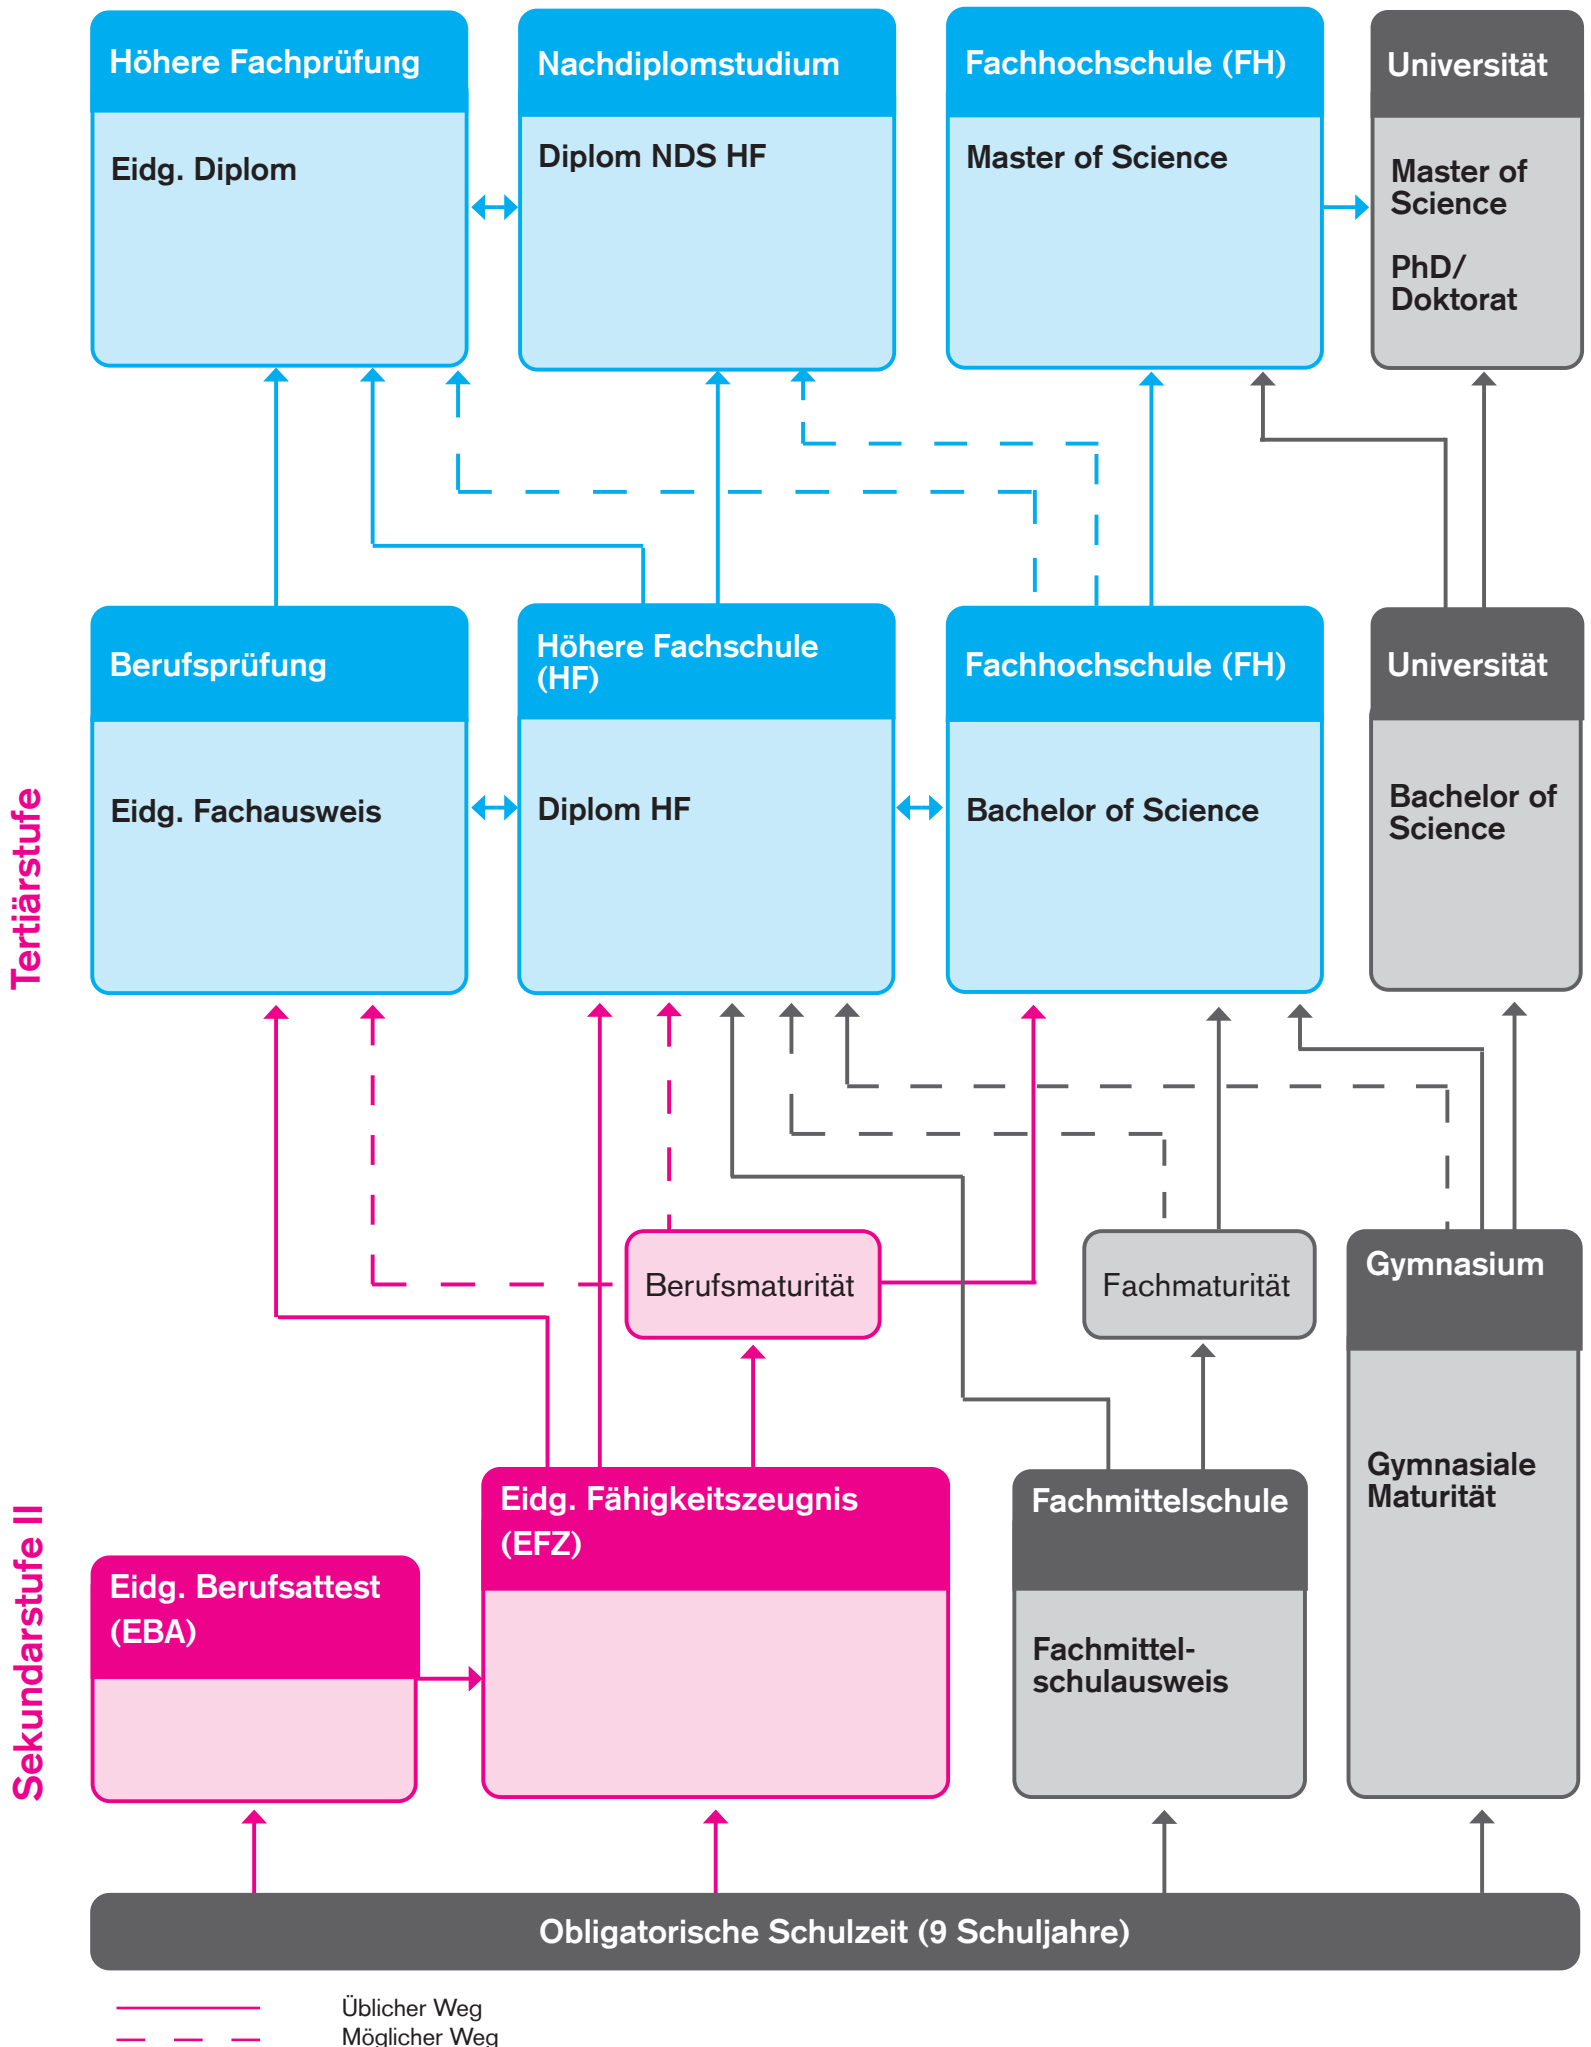 Höhere Fachprüfung
Eidg. Diplom
Nachdiplomstudium
Diplom NDS HF
Fachhochschule (FH)
Master of Science
Universität
Master of
Science
PhD/
Doktorat
Tertiärstufe
Berufsprüfung
Eidg. Fachausweis
Höhere Fachschule
(HF)
Diplom HF
Fachhochschule (FH)
Bachelor of Science
Universität
Bachelor of
Science
Berufsmaturität
Fachmaturität
Gymnasium
Gymnasiale
Maturität
Sekundarstufe II
Eidg. Berufsattest
(EBA)
Eidg. Fähigkeitszeugnis
(EFZ)
Fachmittelschule
Fachmittel-
schulausweis
Obligatorische Schulzeit (9 Schuljahre)
Üblicher Weg
Möglicher Weg